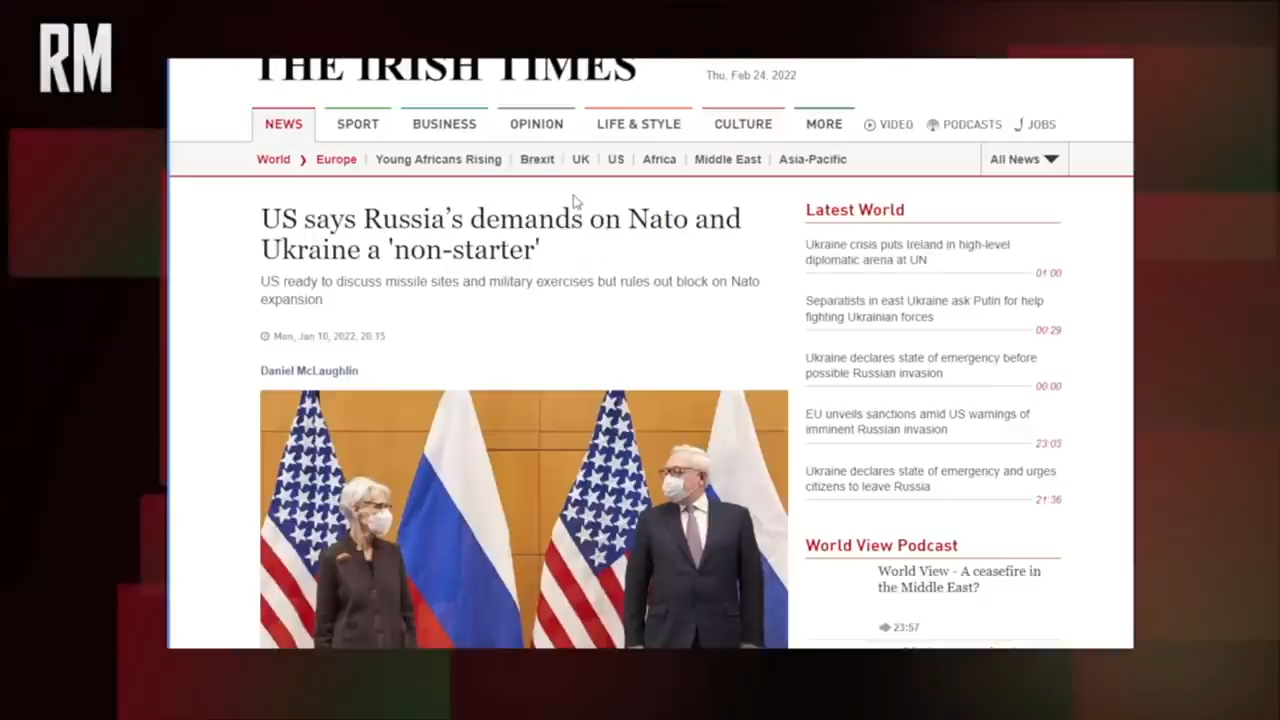 RM
THE IRISH TIMES
Thu, Feb 24, 2022
NEWS SPORT BUSINESS OPINION LIFE & STYLE CULTURE MORE VIDEO PODCASTS JOBS
World Europe Young Africans Rising Brexit UK US Africa Middle East Asia-Pacific All News
US says Russia's demands on Nato and
Ukraine a 'non-starter'
US ready to discuss missile sites and military exercises but rules out block on Nato
expansion
Mon, Jan 10, 2022, 20:15
Daniel McLaughlin
Latest World
Ukraine crisis puts Ireland in high-level
diplomatic arena at UN
01:00
Separatists in east Ukraine ask Putin for help
fighting Ukrainian forces
00:29
Ukraine declares state of emergency before
possible Russian invasion
00:00
EU unveils sanctions amid US warnings of
imminent Russian invasion
23:03
Ukraine declares state of emergency and urges
citizens to leave Russia
21:36
World View Podcast
World View - A ceasefire in
the Middle East?
23:57